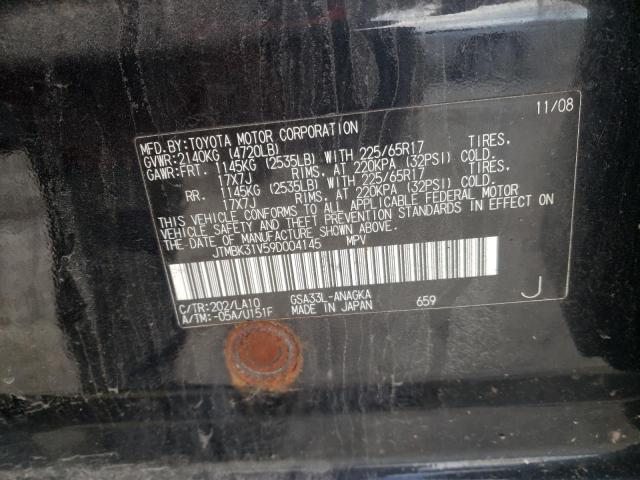 11/08
MFD.BY:TOYOTA MOTOR CORPORATION
GVWR:2140KG (4720LB)
GAWR:FRT. 1145KG (2535LB) WITH 225/65R17 TIRES,
17X7J RIMS, AT 220KPA (32PSI) COLD.
RR. 1145KG (2535LB) WITH 225/65R17 TIRES,
17X7J RIMS, AT 220KPA (32PSI) COLD.
THIS VEHICLE CONFORMS TO ALL APPLICABLE FEDERAL MOTOR
VEHICLE SAFETY AND THEFT PREVENTION STANDARDS IN EFFECT ON
THE DATE OF MANUFACTURE SHOWN ABOVE.
JTMBK31V59D004145 MPV
C/TR:202/LA10 GSA33L-ANAGKA 659 J
A/TM:-05A/U151F MADE IN JAPAN